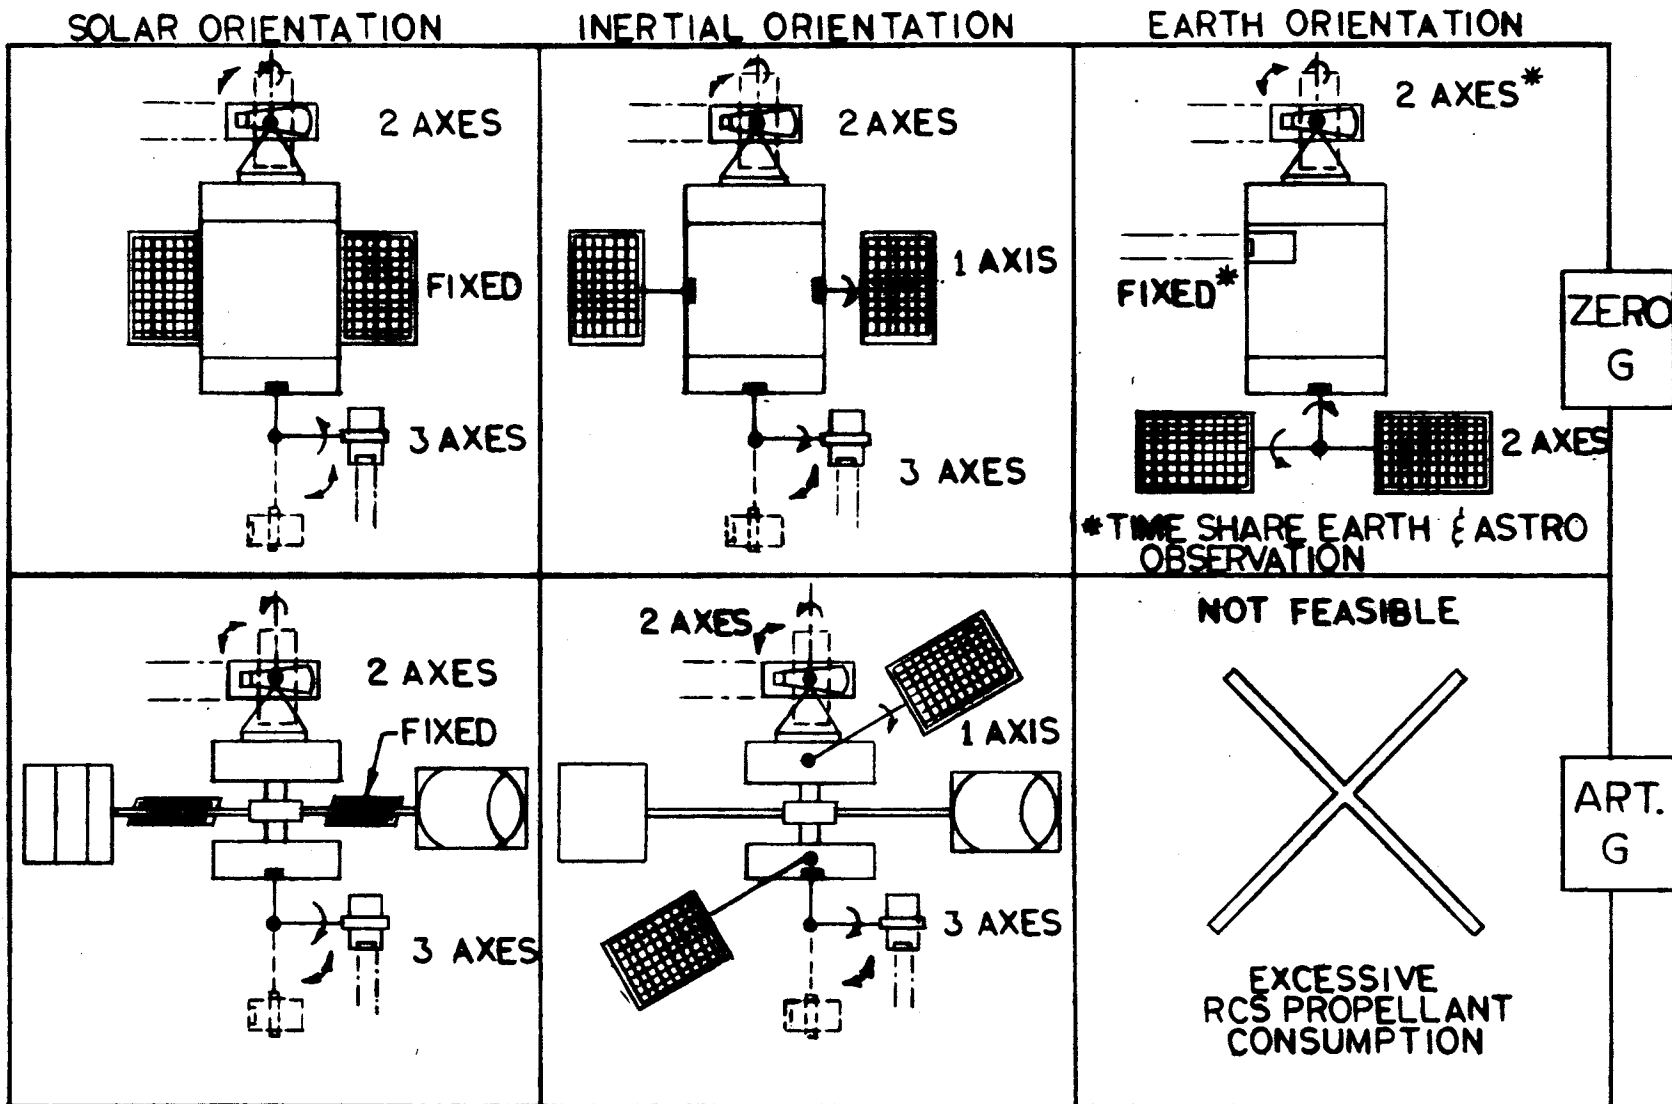 SOLAR ORIENTATION
INERTIAL ORIENTATION
EARTH ORIENTATION
2 AXES
FIXED
3 AXES
2 AXES
1 AXIS
3 AXES
2 AXES*
FIXED*
2 AXES
*TIME SHARE EARTH & ASTRO
OBSERVATION
ZERO
G
2 AXES
FIXED
3 AXES
2 AXES
1 AXIS
3 AXES
NOT FEASIBLE
EXCESSIVE
RCS PROPELLANT
CONSUMPTION
ART.
G